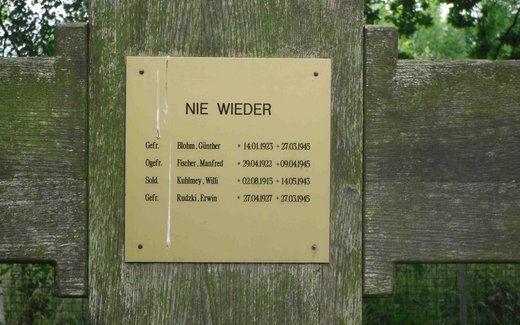 NIE WIEDER
Gefr. Blohm, Günther * 14.01.1923 + 27.03.1945
Ogefr. Fischer, Manfred * 29.04.1922 + 09.04.1945
Sold. Kuhlmey, Willi * 02.08.1915 + 14.05.1943
Gefr. Rudzki, Erwin * 27.04.1927 + 27.03.1945